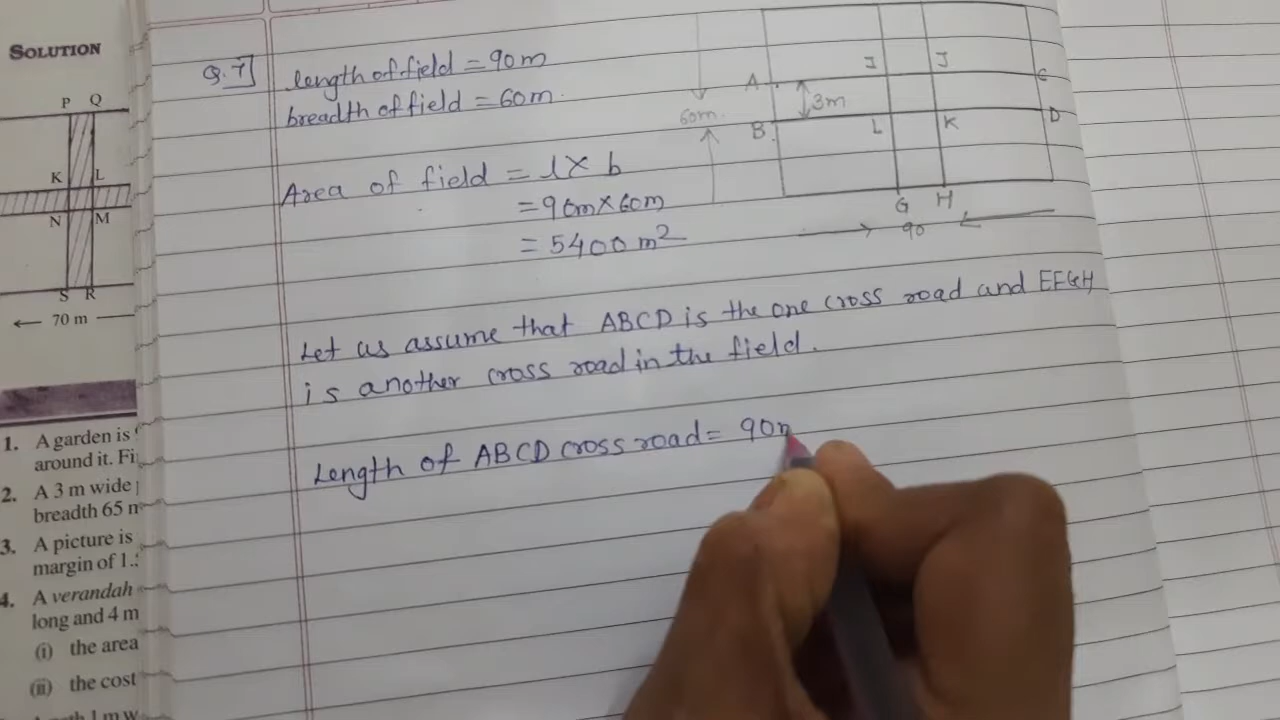 SOLUTION
P Q
K L
N M
S R
← 70 m
1. A garden is
around it. Fi
2. A 3 m wide
breadth 65 m
3. A picture is
margin of 1.
4. A verandah
long and 4 m
(i) the area
(ii) the cost
Q.7] length of field = 90m
breadth of field = 60m.
Area of field = l × b
= 90m×60m
= 5400 m²
I J
A C
3m
60m.
B L K D
G H
90
Let us assume that ABCD is the one cross road and EFGH
is another cross road in the field.
Length of ABCD cross road = 90m